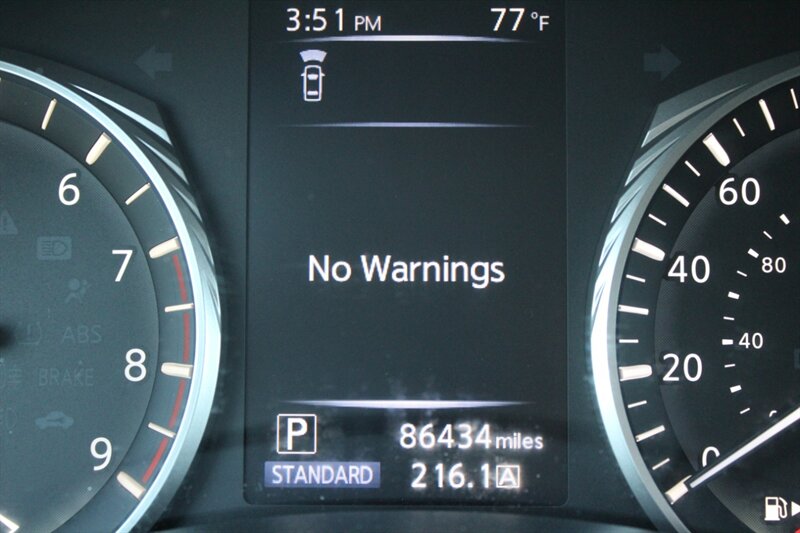 3:51 PM 77 °F
6
7
8
9
ABS
BRAKE
No Warnings
P 86434 miles
STANDARD 216.1 A
60
40
20
0
80
40